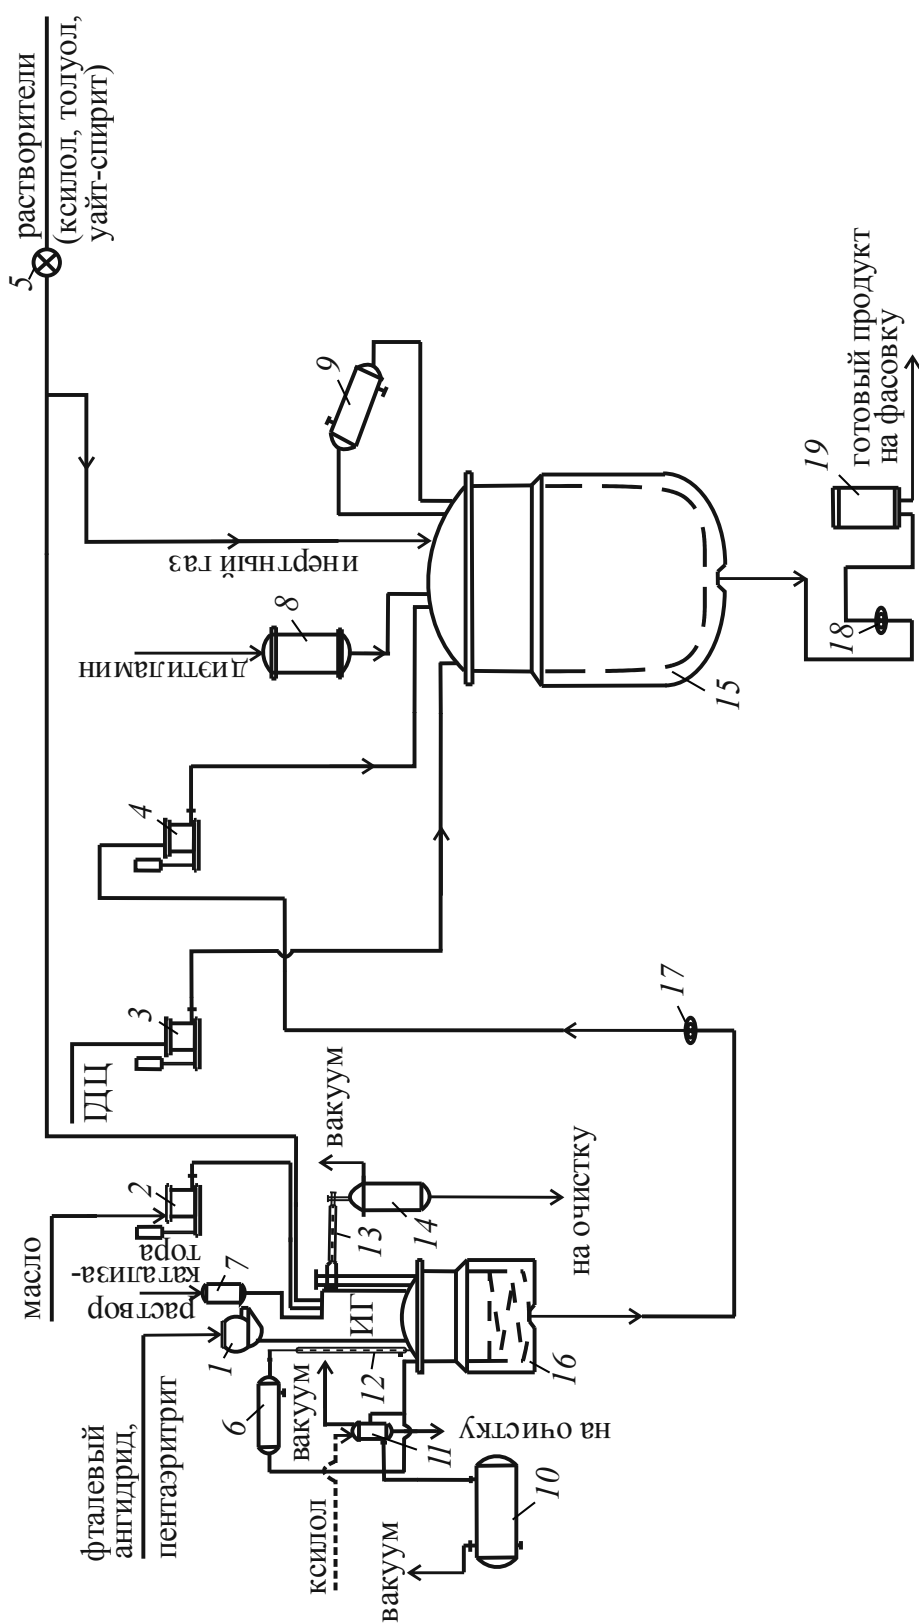 растворители
(ксилол, толуол,
уайт-спирит)
5
9
инертный газ
8
диэтиламин
4
3
ГДЦ
15
19
готовый продукт
на фасовку
18
17
масло
2
раствор
катализа-
тора
7
1
фталевый
ангидрид,
пентаэритрит
6
вакуум
ксилол
12
ИГ
13
14
вакуум
на очистку
16
11
на очистку
10
вакуум